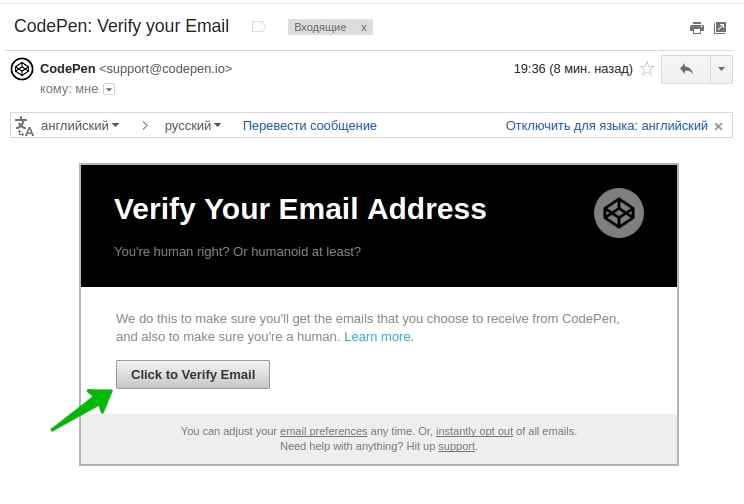 CodePen: Verify your Email Входящие x
CodePen <support@codepen.io> 19:36 (8 мин. назад)
кому: мне
английский > русский Перевести сообщение Отключить для языка: английский ×
Verify Your Email Address
You're human right? Or humanoid at least?
We do this to make sure you'll get the emails that you choose to receive from CodePen,
and also to make sure you're a human. Learn more.
Click to Verify Email
You can adjust your email preferences any time. Or, instantly opt out of all emails.
Need help with anything? Hit up support.